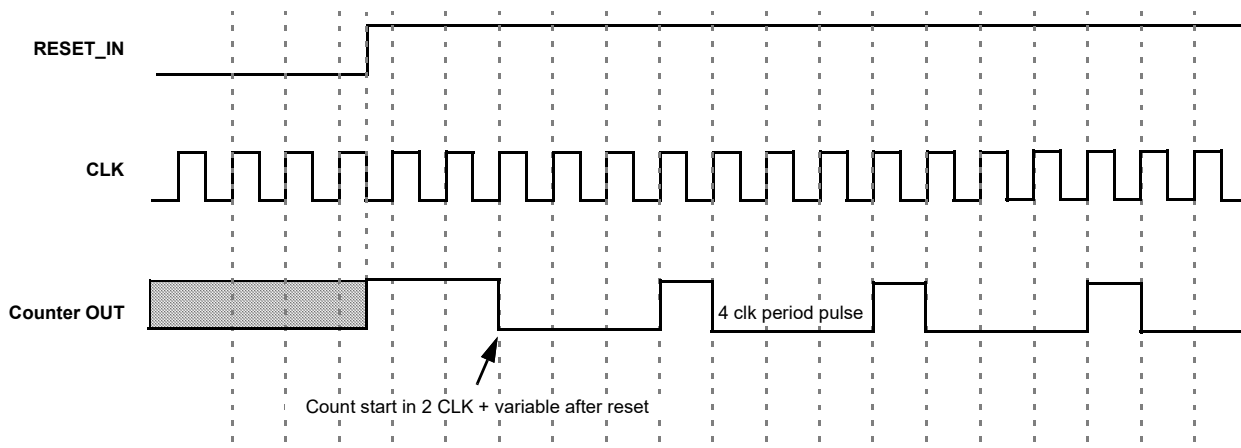 RESET_IN
CLK
Counter OUT
4 clk period pulse
Count start in 2 CLK + variable after reset